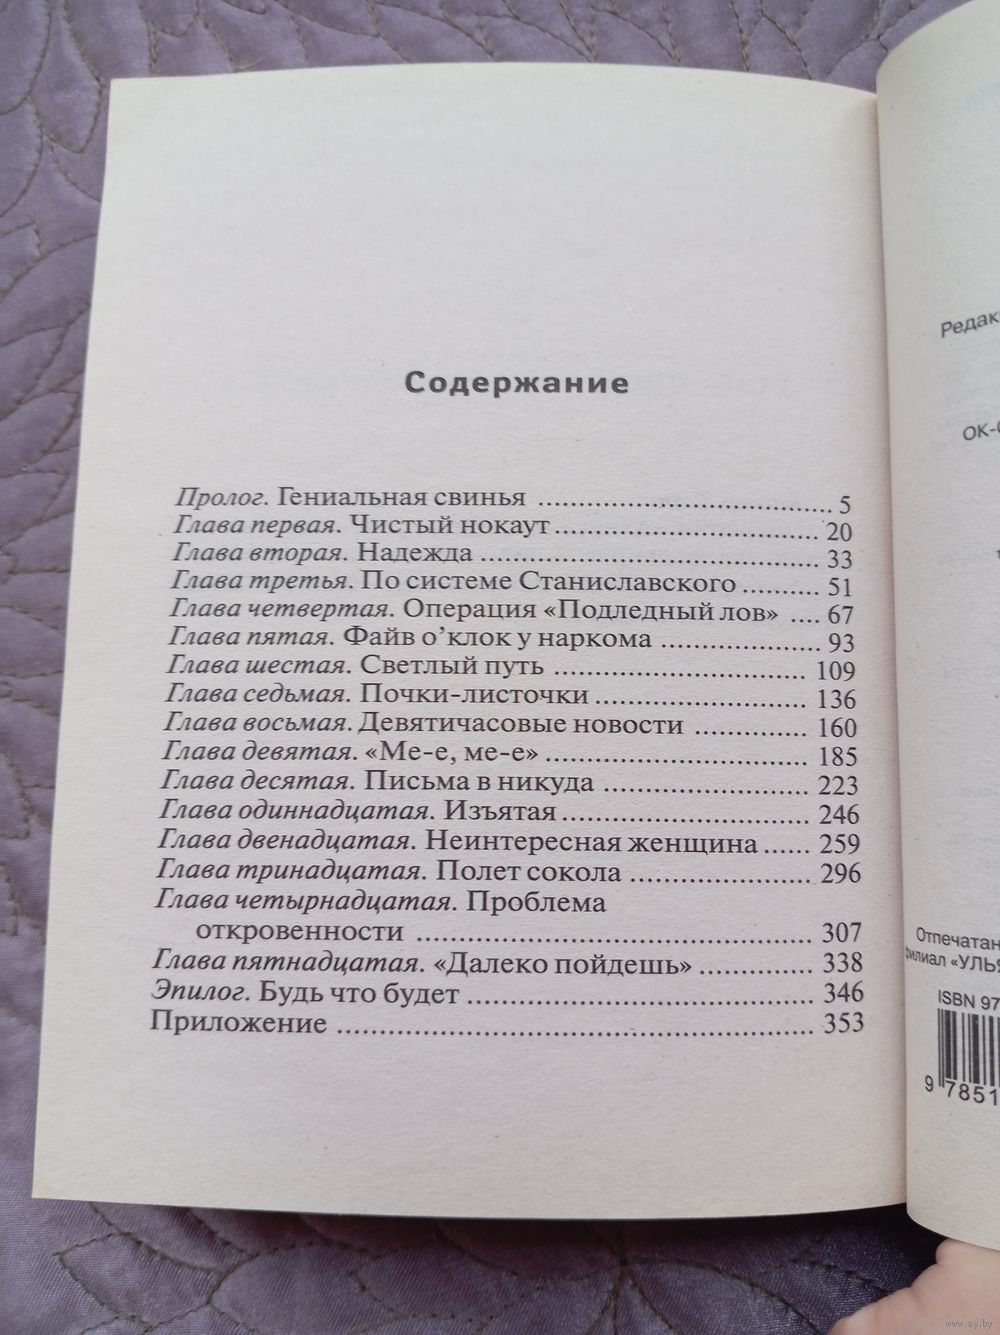 Содержание
Пролог. Гениальная свинья ................................ 5
Глава первая. Чистый нокаут ............................. 20
Глава вторая. Надежда ..................................... 33
Глава третья. По системе Станиславского ......... 51
Глава четвертая. Операция «Подледный лов» .... 67
Глава пятая. Файв о’клок у наркома ................. 93
Глава шестая. Светлый путь ........................... 109
Глава седьмая. Почки-листочки ....................... 136
Глава восьмая. Девятичасовые новости ............ 160
Глава девятая. «Ме-е, ме-е» ........................... 185
Глава десятая. Письма в никуда ...................... 223
Глава одиннадцатая. Изъятая .......................... 246
Глава двенадцатая. Неинтересная женщина ...... 259
Глава тринадцатая. Полет сокола .................... 296
Глава четырнадцатая. Проблема
откровенности ........................................... 307
Глава пятнадцатая. «Далеко пойдешь» ............. 338
Эпилог. Будь что будет .................................. 346
Приложение ................................................ 353
Редак
ОК-
Отпечатан
филиал «УЛЬЯ
ISBN 97
9 7851
www.ay.by